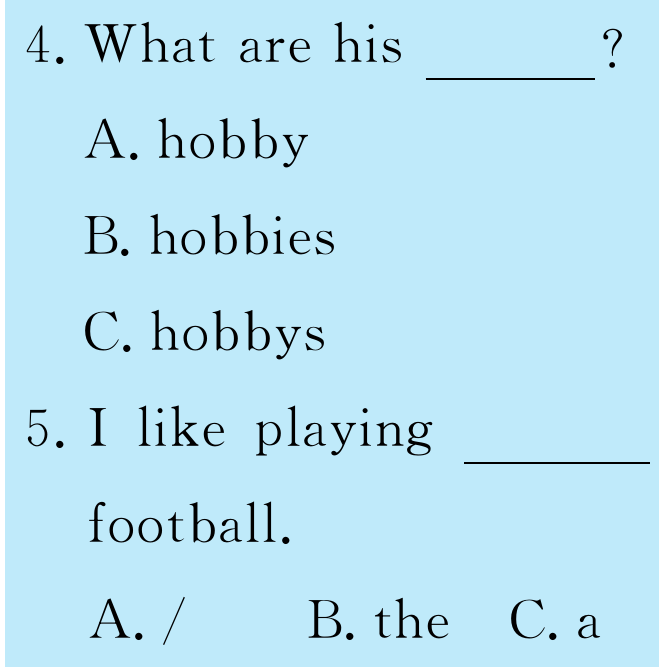 4. What are his ______?
A. hobby
B. hobbies
C. hobbys
5. I like playing ______
football.
A. / B. the C. a